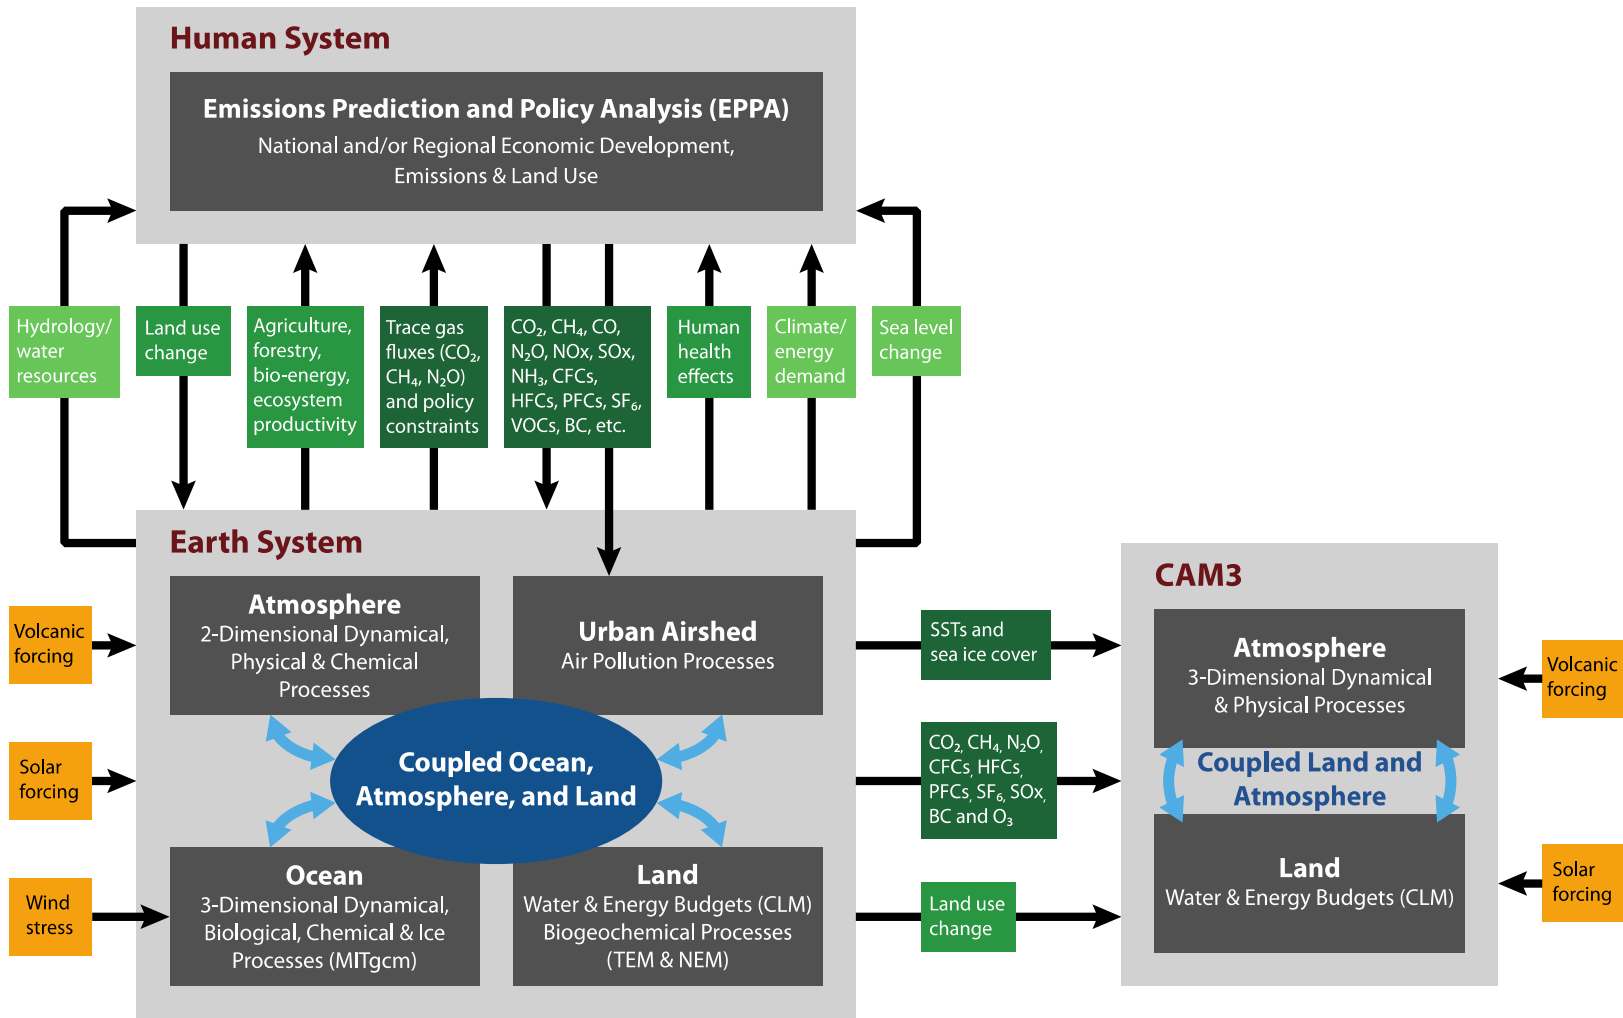 Human System
Emissions Prediction and Policy Analysis (EPPA)
National and/or Regional Economic Development,
Emissions & Land Use
Hydrology/
water
resources
Land use
change
Agriculture,
forestry,
bio-energy,
ecosystem
productivity
Trace gas
fluxes (CO₂,
CH₄, N₂O)
and policy
constraints
CO₂, CH₄, CO,
N₂O, NOx, SOx,
NH₃, CFCs,
HFCs, PFCs, SF₆,
VOCs, BC, etc.
Human
health
effects
Climate/
energy
demand
Sea level
change
Earth System
Volcanic
forcing
Solar
forcing
Wind
stress
Atmosphere
2-Dimensional Dynamical,
Physical & Chemical
Processes
Urban Airshed
Air Pollution Processes
Coupled Ocean,
Atmosphere, and Land
Ocean
3-Dimensional Dynamical,
Biological, Chemical & Ice
Processes (MITgcm)
Land
Water & Energy Budgets (CLM)
Biogeochemical Processes
(TEM & NEM)
SSTs and
sea ice cover
CO₂, CH₄, N₂O,
CFCs, HFCs,
PFCs, SF₆, SOx,
BC and O₃
Land use
change
CAM3
Atmosphere
3-Dimensional Dynamical
& Physical Processes
Coupled Land and
Atmosphere
Land
Water & Energy Budgets (CLM)
Volcanic
forcing
Solar
forcing